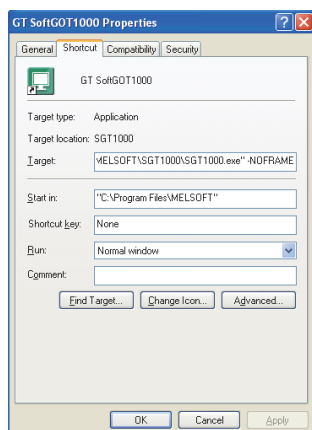 GT SoftGOT1000 Properties
General Shortcut Compatibility Security
GT SoftGOT1000
Target type: Application
Target location: SGT1000
Target: MELSOFT\SGT1000\SGT1000.exe" -NOFRAME
Start in: "C:\Program Files\MELSOFT"
Shortcut key: None
Run: Normal window
Comment:
Find Target... Change Icon... Advanced...
OK Cancel Apply